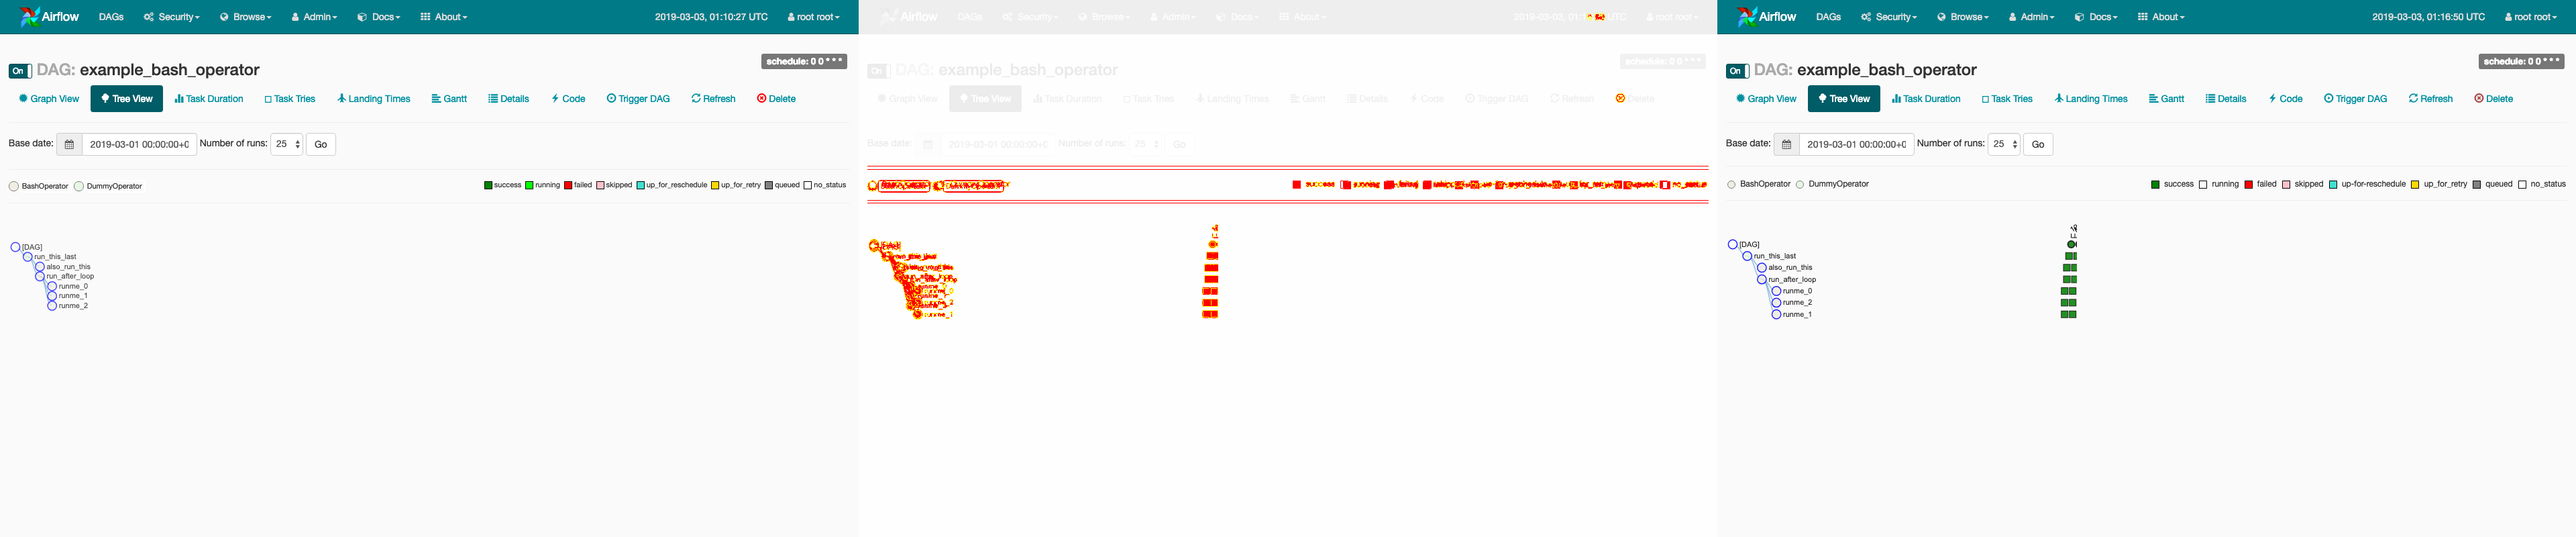 Airflow DAGs Security Browse Admin Docs About 2019-03-03, 01:10:27 UTC root root
schedule: 0 0 * * *
On DAG: example_bash_operator
Graph View Tree View Task Duration Task Tries Landing Times Gantt Details Code Trigger DAG Refresh Delete
Base date: 2019-03-01 00:00:00+0 Number of runs: 25 Go
BashOperator DummyOperator success running failed skipped up_for_reschedule up_for_retry queued no_status
[DAG]
run_this_last
also_run_this
run_after_loop
runme_0
runme_1
runme_2
Airflow DAGs Security Browse Admin Docs About 2019-03-03, UTC root root
schedule: 0 0 * * *
On DAG: example_bash_operator
Graph View Tree View Task Duration Task Tries Landing Times Gantt Details Code Trigger DAG Refresh Delete
Base date: 2019-03-01 00:00:00+0 Number of runs: 25 Go
success no_status
runme_1
Airflow DAGs Security Browse Admin Docs About 2019-03-03, 01:16:50 UTC root root
schedule: 0 0 * * *
On DAG: example_bash_operator
Graph View Tree View Task Duration Task Tries Landing Times Gantt Details Code Trigger DAG Refresh Delete
Base date: 2019-03-01 00:00:00+0 Number of runs: 25 Go
BashOperator DummyOperator success running failed skipped up-for-reschedule up_for_retry queued no_status
[DAG]
run_this_last
also_run_this
run_after_loop
runme_0
runme_2
runme_1